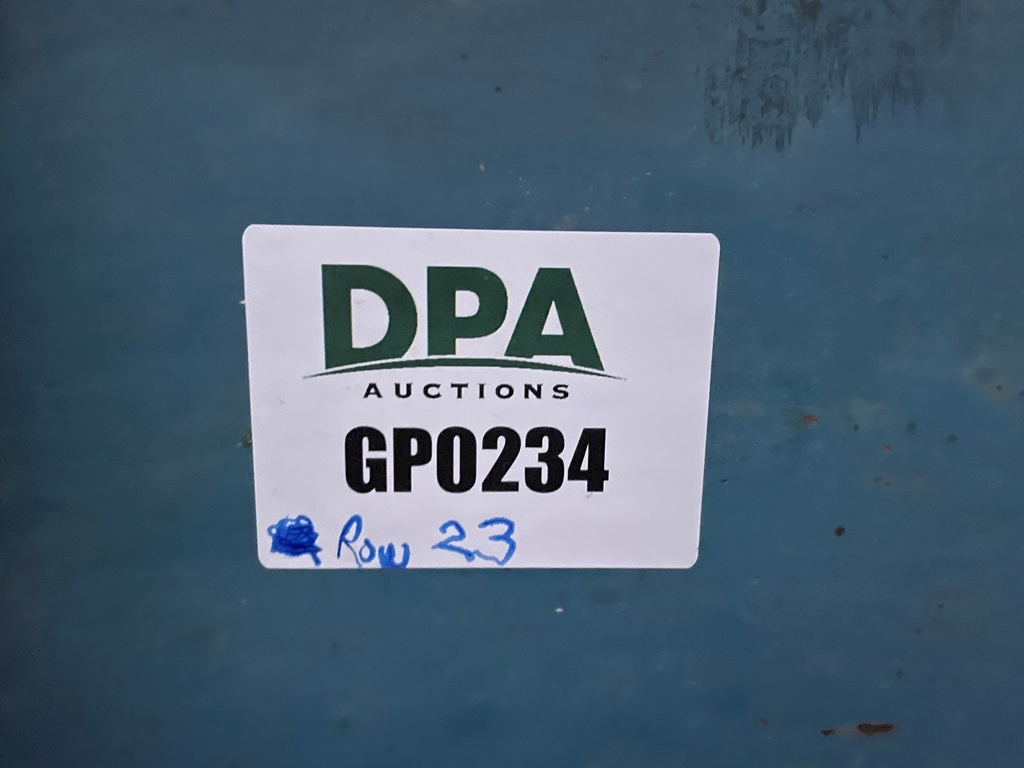 DPA
AUCTIONS
GP0234
Row 23